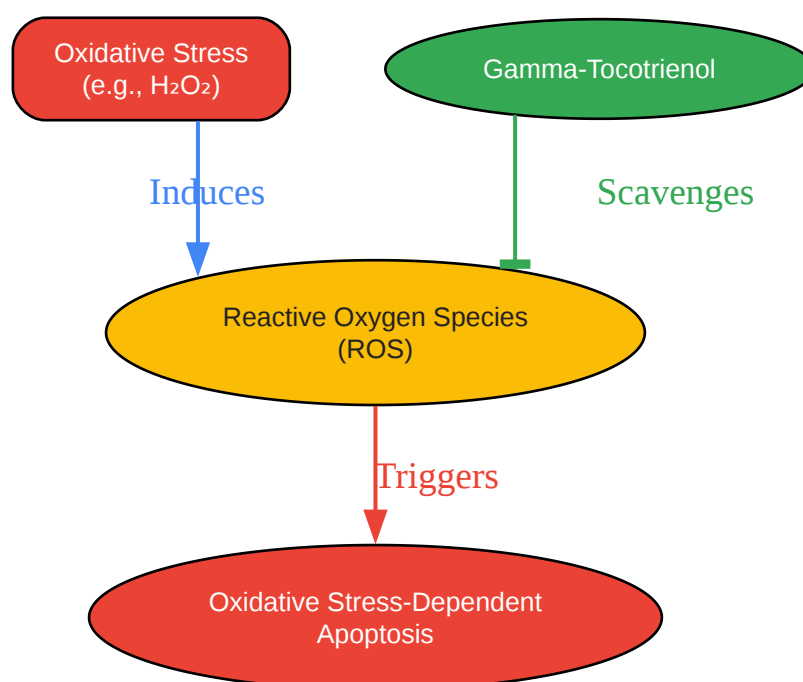 Oxidative Stress
(e.g., H₂O₂)
Gamma-Tocotrienol
Induces
Scavenges
Reactive Oxygen Species
(ROS)
Triggers
Oxidative Stress-Dependent
Apoptosis